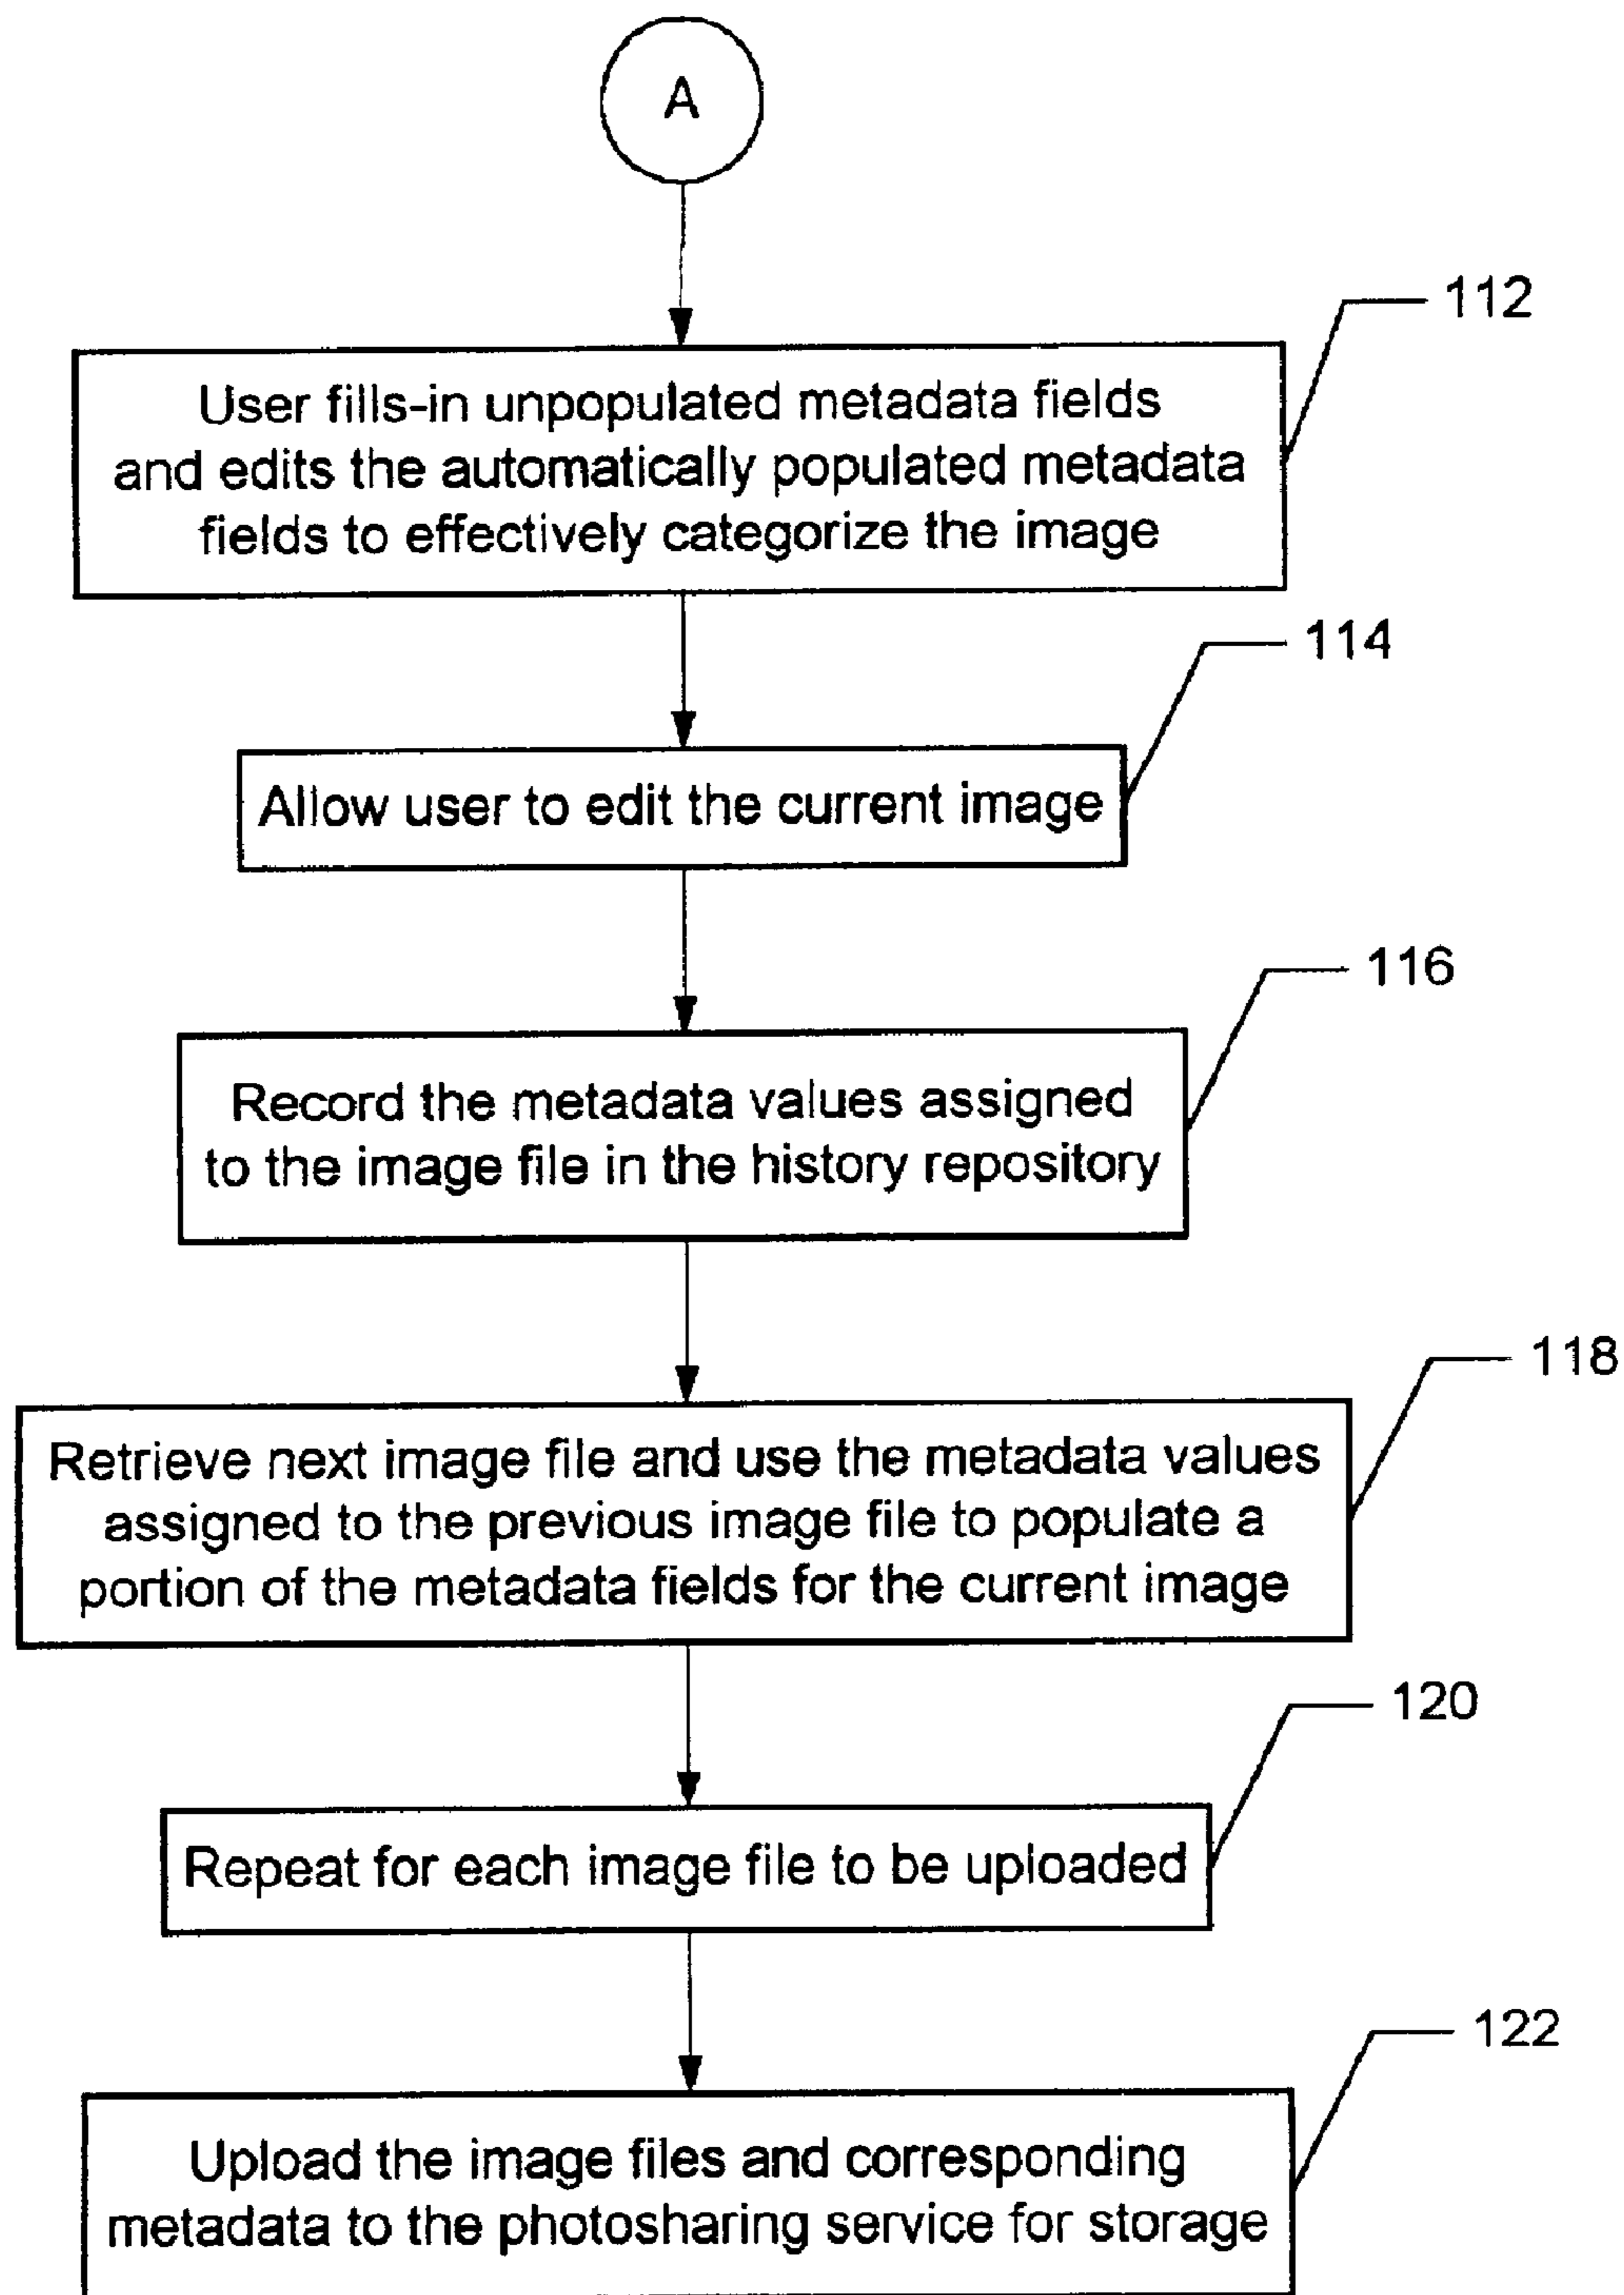 A
112
User fills-in unpopulated metadata fields
and edits the automatically populated metadata
fields to effectively categorize the image
114
Allow user to edit the current image
116
Record the metadata values assigned
to the image file in the history repository
118
Retrieve next image file and use the metadata values
assigned to the previous image file to populate a
portion of the metadata fields for the current image
120
Repeat for each image file to be uploaded
122
Upload the image files and corresponding
metadata to the photosharing service for storage